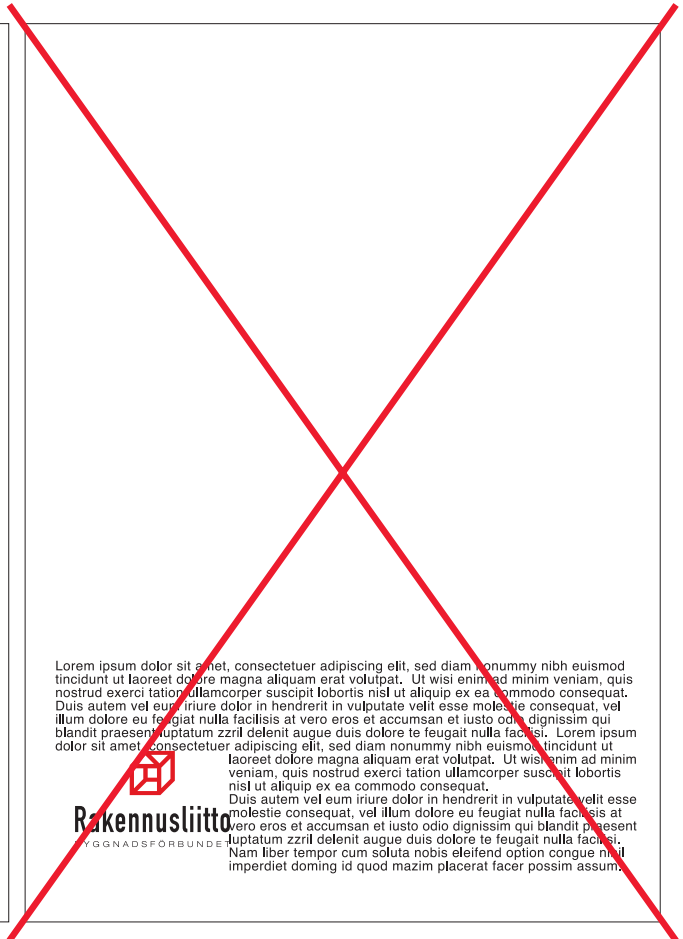 Lorem ipsum dolor sit amet, consectetuer adipiscing elit, sed diam nonummy nibh euismod
tincidunt ut laoreet dolore magna aliquam erat volutpat. Ut wisi enim ad minim veniam, quis
nostrud exerci tation ullamcorper suscipit lobortis nisl ut aliquip ex ea commodo consequat.
Duis autem vel eum iriure dolor in hendrerit in vulputate velit esse molestie consequat, vel
illum dolore eu feugiat nulla facilisis at vero eros et accumsan et iusto odio dignissim qui
blandit praesent luptatum zzril delenit augue duis dolore te feugait nulla facilisi. Lorem ipsum
dolor sit amet, consectetuer adipiscing elit, sed diam nonummy nibh euismod tincidunt ut
laoreet dolore magna aliquam erat volutpat. Ut wisi enim ad minim
veniam, quis nostrud exerci tation ullamcorper suscipit lobortis
nisl ut aliquip ex ea commodo consequat.
Duis autem vel eum iriure dolor in hendrerit in vulputate velit esse
molestie consequat, vel illum dolore eu feugiat nulla facilisis at
vero eros et accumsan et iusto odio dignissim qui blandit praesent
luptatum zzril delenit augue duis dolore te feugait nulla facilisi.
Nam liber tempor cum soluta nobis eleifend option congue nihil
imperdiet doming id quod mazim placerat facer possim assum.
Rakennusliitto
BYGGNADSFÖRBUNDET